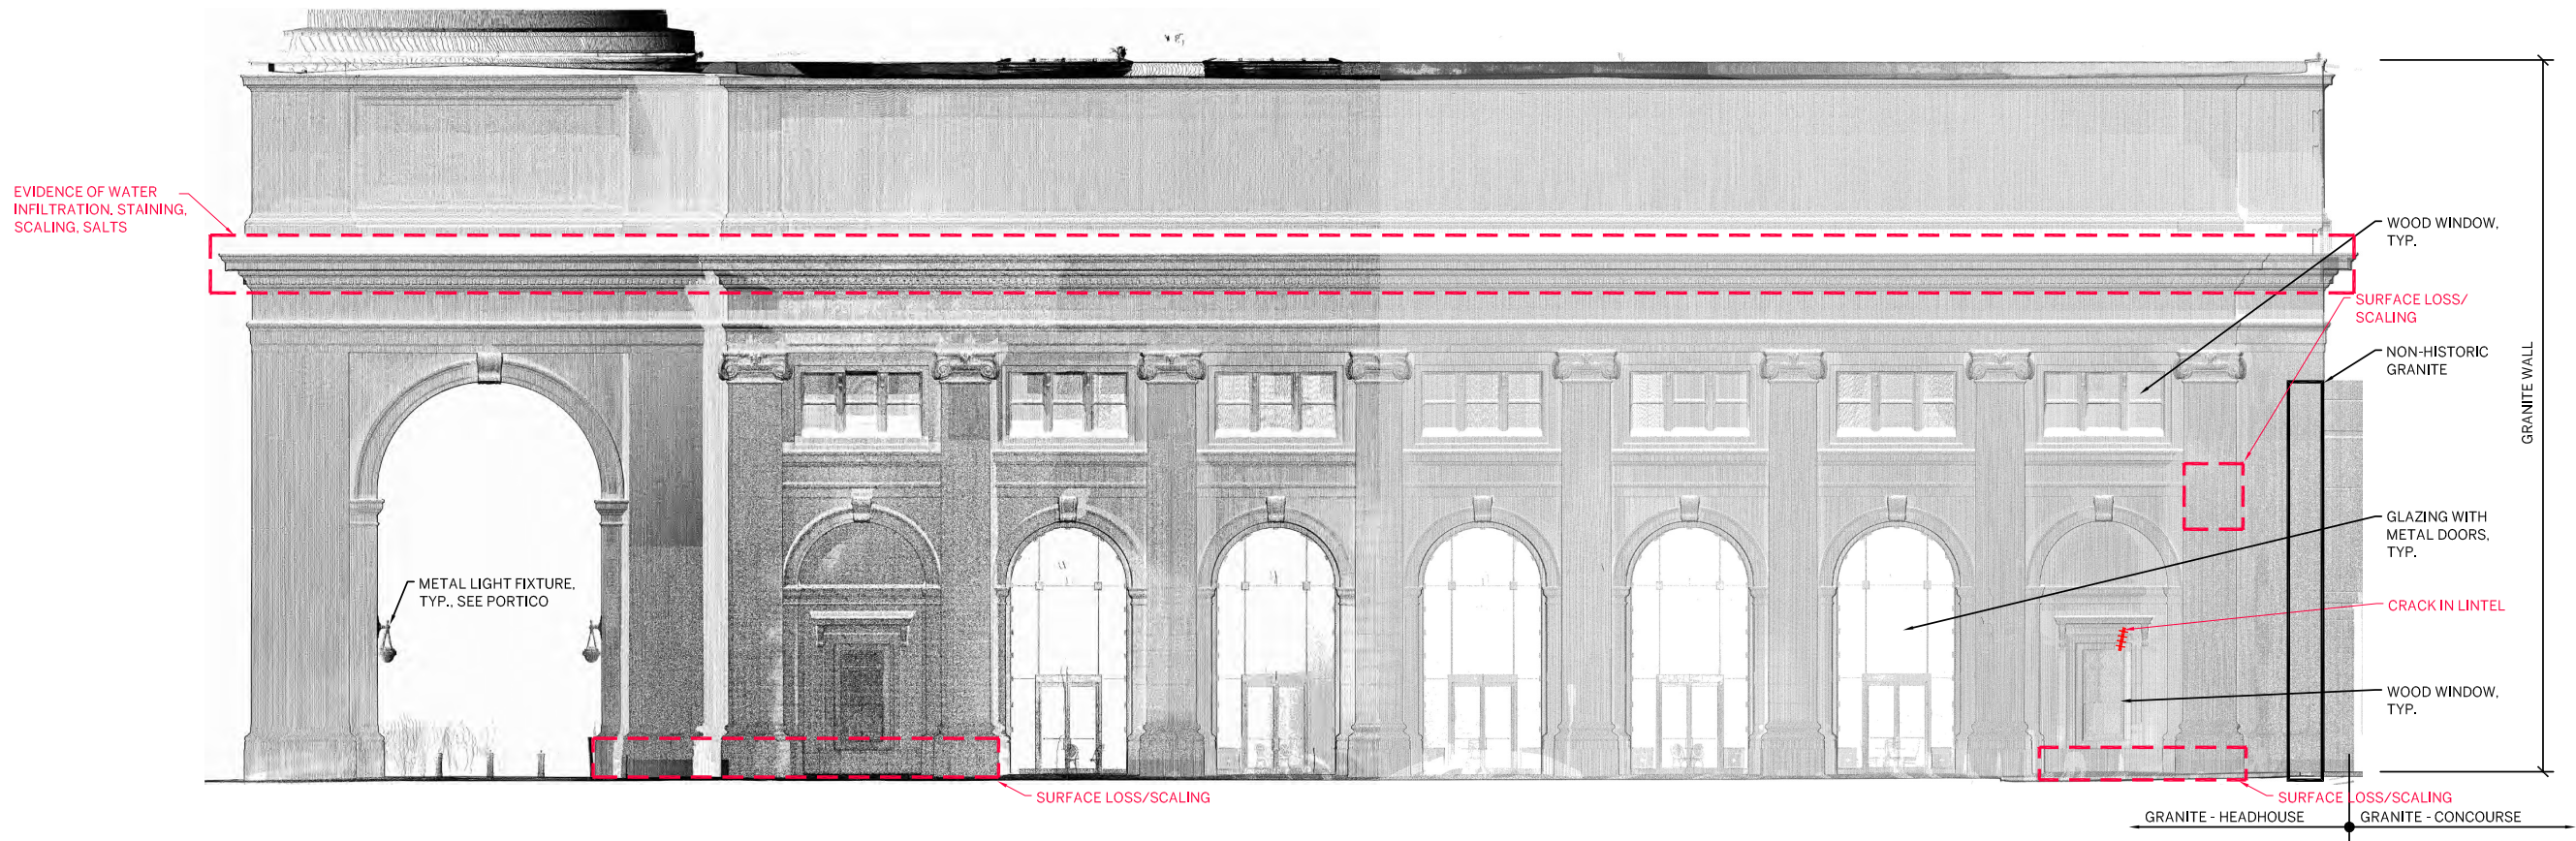 EVIDENCE OF WATER
INFILTRATION, STAINING,
SCALING, SALTS
WOOD WINDOW,
TYP.
SURFACE LOSS/
SCALING
NON-HISTORIC
GRANITE
GRANITE WALL
GLAZING WITH
METAL DOORS,
TYP.
METAL LIGHT FIXTURE,
TYP., SEE PORTICO
CRACK IN LINTEL
WOOD WINDOW,
TYP.
SURFACE LOSS/SCALING
SURFACE LOSS/SCALING
GRANITE - HEADHOUSE
GRANITE - CONCOURSE